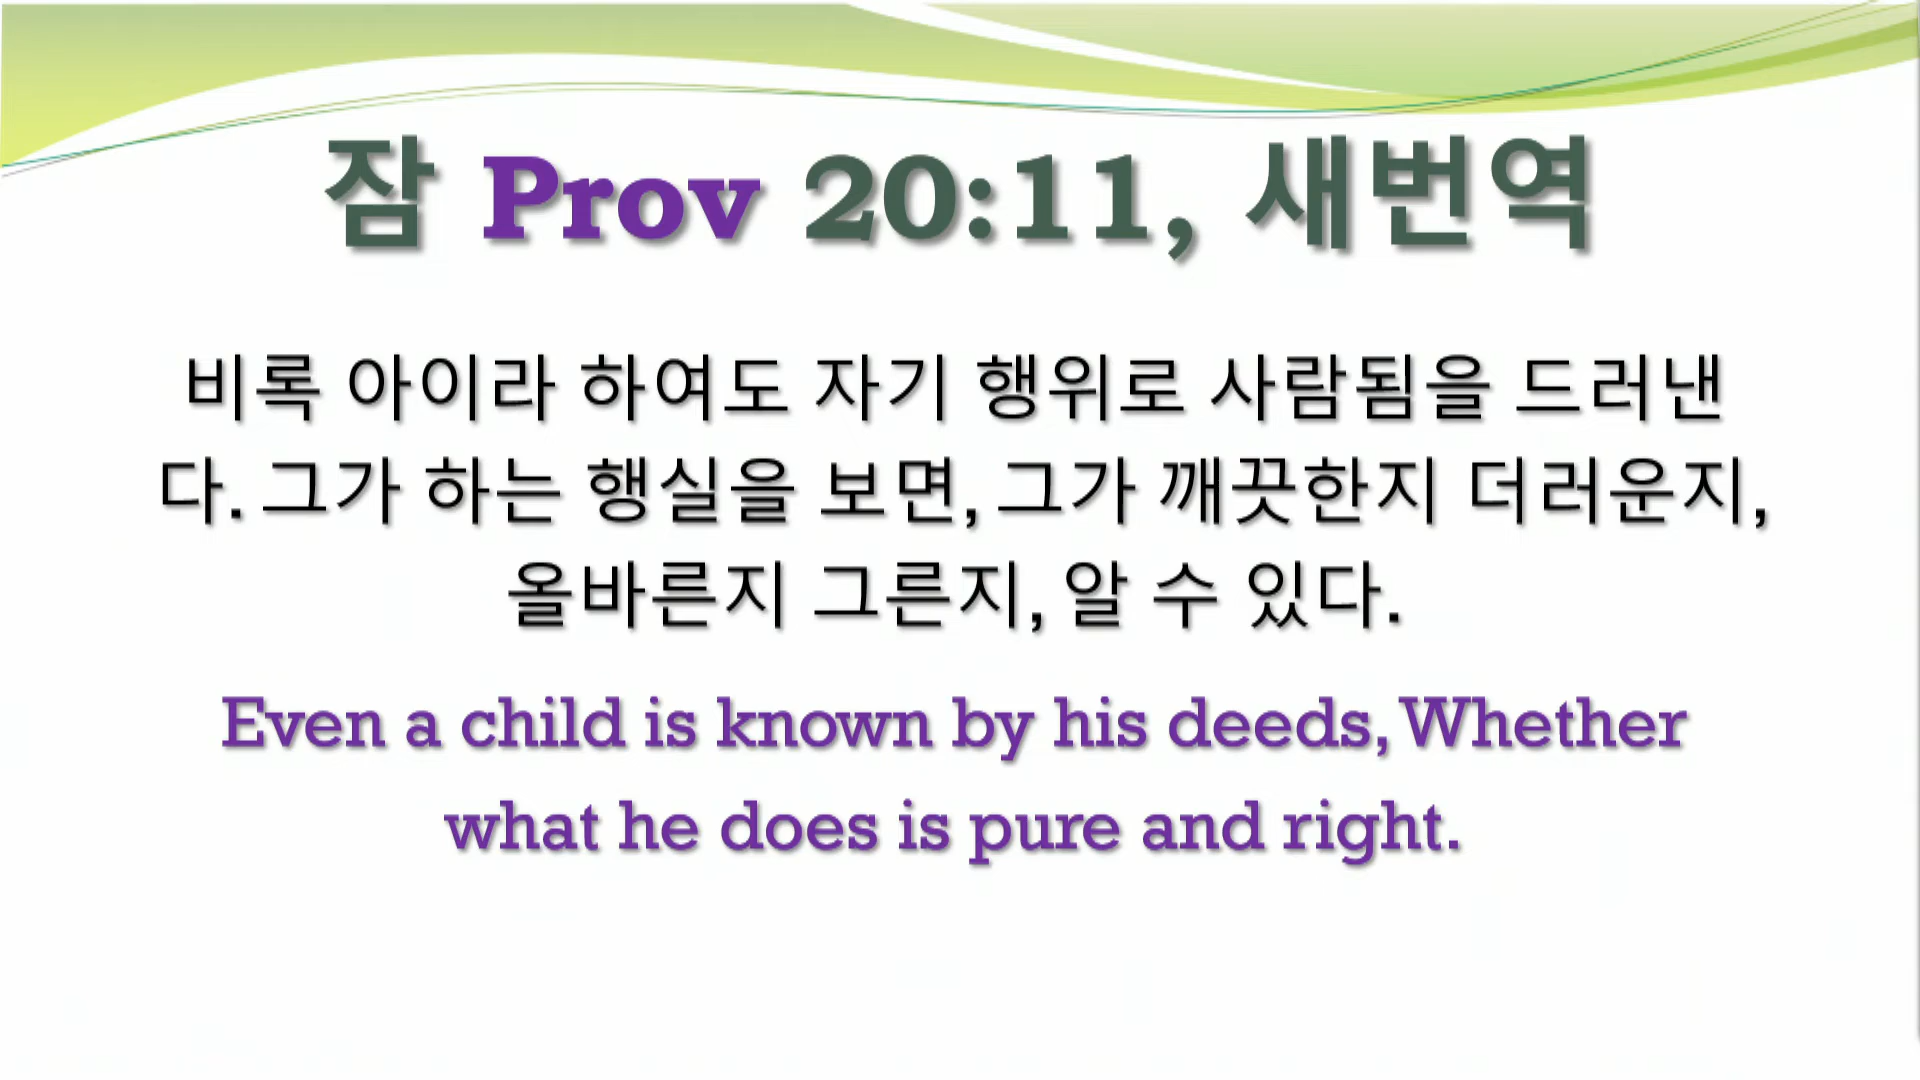 잠 Prov 20:11, 새번역
비록 아이라 하여도 자기 행위로 사람됨을 드러낸
다. 그가 하는 행실을 보면, 그가 깨끗한지 더러운지,
올바른지 그른지, 알 수 있다.
Even a child is known by his deeds, Whether
what he does is pure and right.